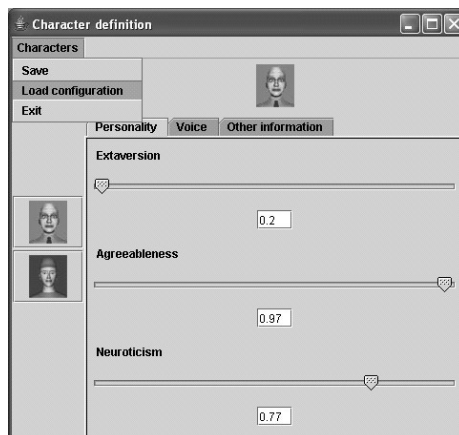 Character definition
Characters
Save
Load configuration
Exit
Personality Voice Other information
Extaversion
0.2
Agreeableness
0.97
Neuroticism
0.77